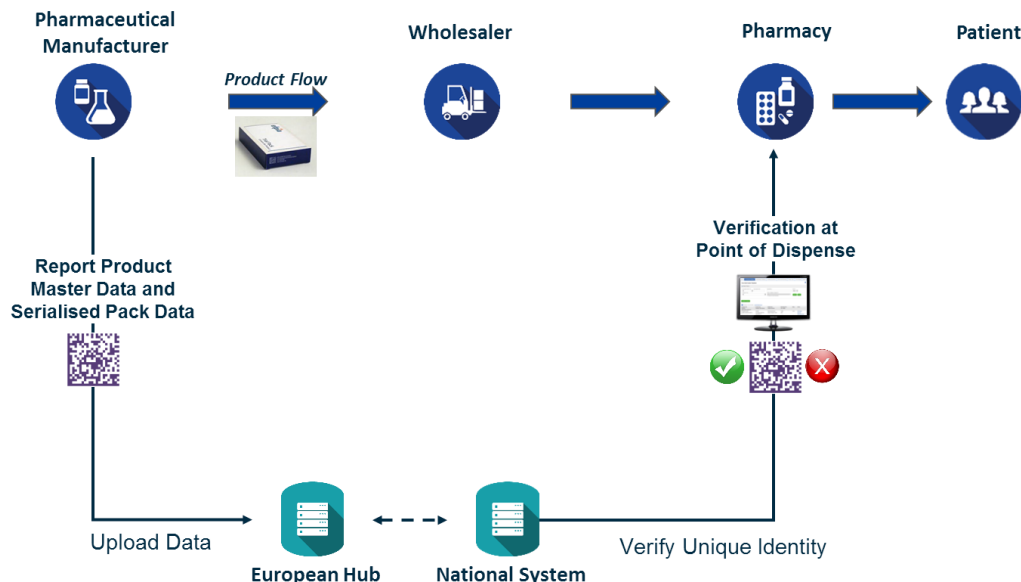 Pharmaceutical
Manufacturer
Wholesaler
Pharmacy
Patient
Product Flow
Verification at
Point of Dispense
Report Product
Master Data and
Serialised Pack Data
X
Upload Data
European Hub
National System
Verify Unique Identity